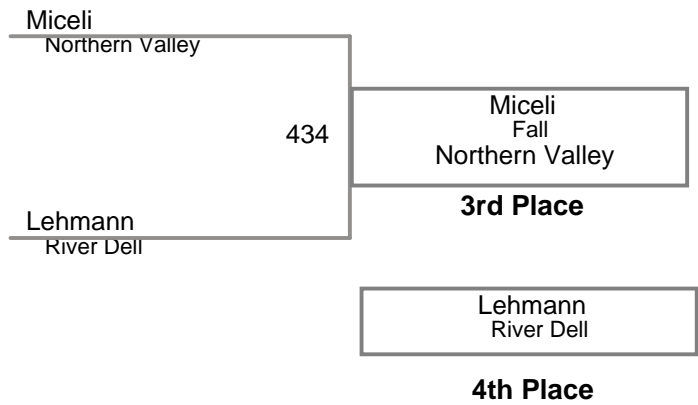 Miceli
Northern Valley
434
Miceli
Fall
Northern Valley
3rd Place
Lehmann
River Dell
Lehmann
River Dell
4th Place